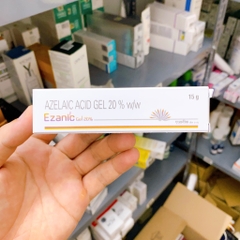 AZELAIC ACID GEL 20 % w/w
Ezanic Gel 20%
15 g